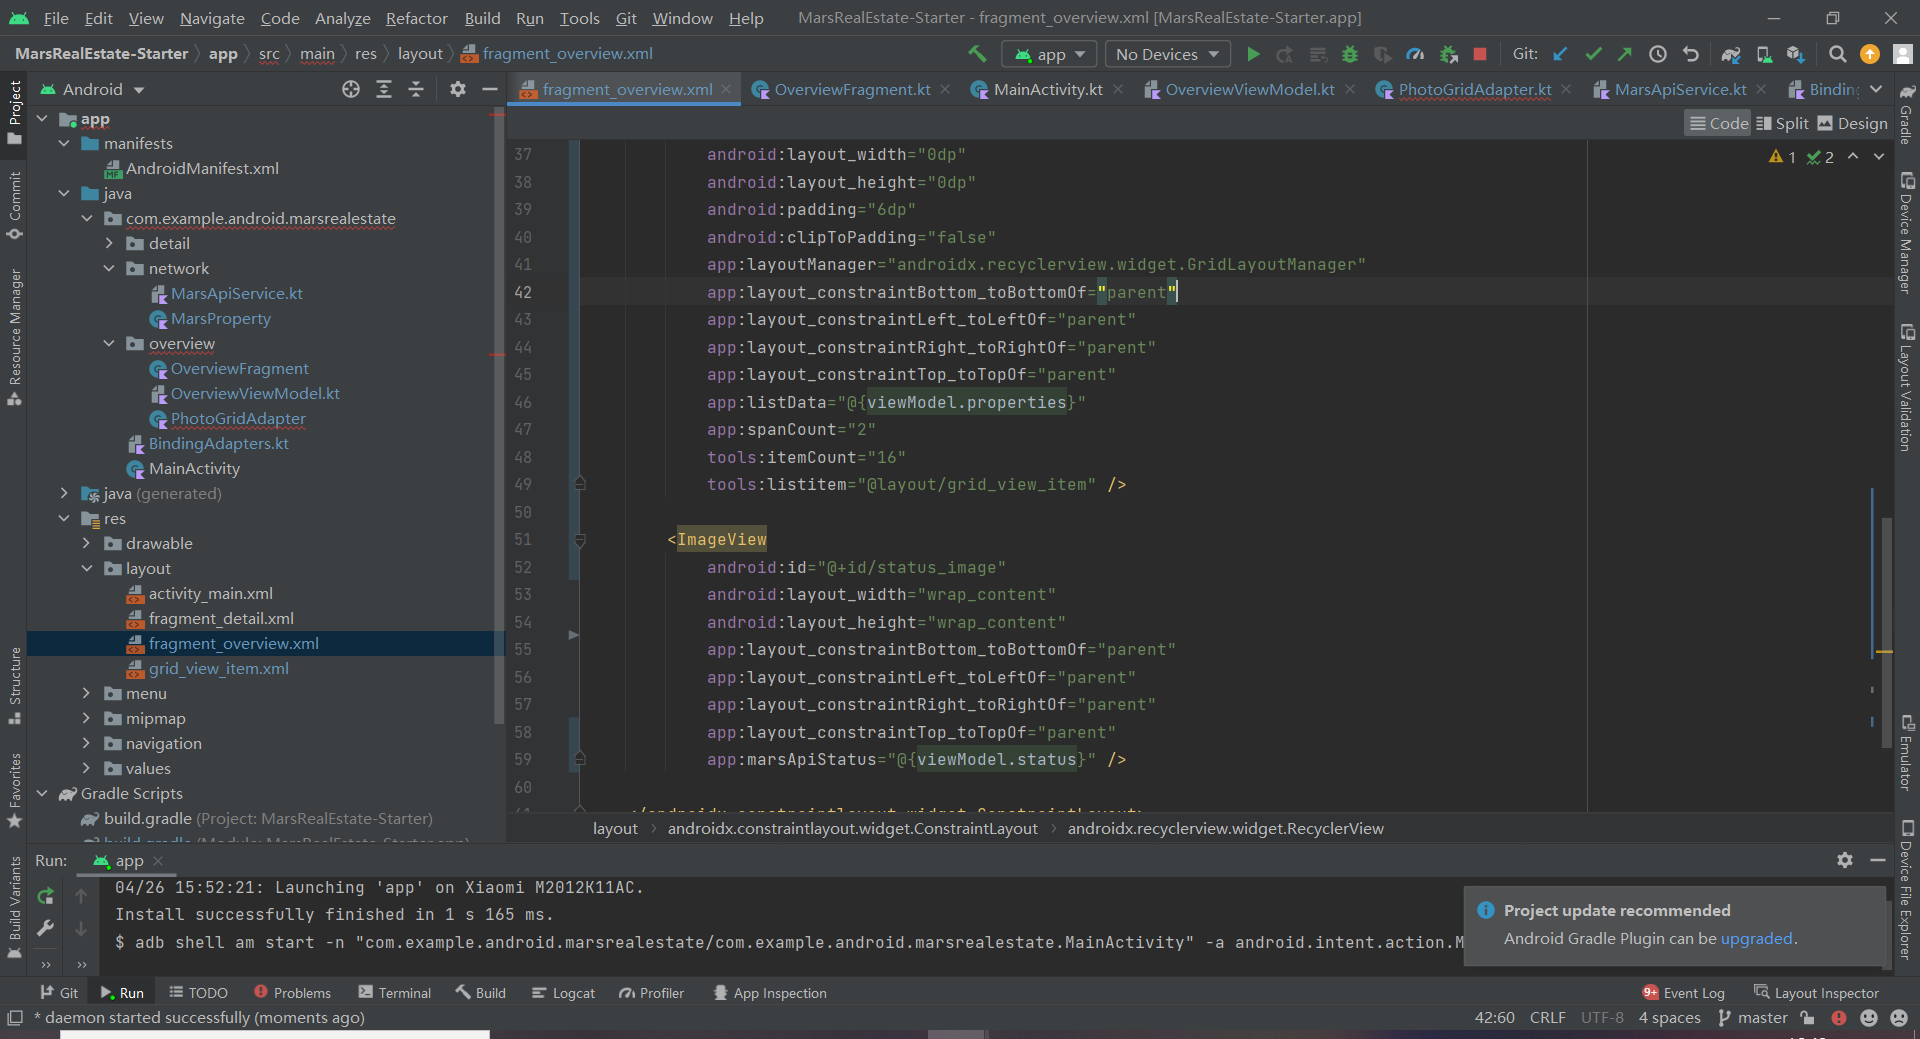 File Edit View Navigate Code Analyze Refactor Build Run Tools Git Window Help MarsRealEstate-Starter - fragment_overview.xml [MarsRealEstate-Starter.app]
MarsRealEstate-Starter app src main res layout fragment_overview.xml app No Devices Git:
Android fragment_overview.xml OverviewFragment.kt MainActivity.kt OverviewViewModel.kt PhotoGridAdapter.kt MarsApiService.kt Bindin
Code Split Design
1 2
Project
Commit
Resource Manager
Structure
Favorites
Build Variants
app
manifests
AndroidManifest.xml
java
com.example.android.marsrealestate
detail
network
MarsApiService.kt
MarsProperty
overview
OverviewFragment
OverviewViewModel.kt
PhotoGridAdapter
BindingAdapters.kt
MainActivity
java (generated)
res
drawable
layout
activity_main.xml
fragment_detail.xml
fragment_overview.xml
grid_view_item.xml
menu
mipmap
navigation
values
Gradle Scripts
build.gradle (Project: MarsRealEstate-Starter)
build.gradle (Module: MarsRealEstate-Starter.app)
37 android:layout_width="0dp"
38 android:layout_height="0dp"
39 android:padding="6dp"
40 android:clipToPadding="false"
41 app:layoutManager="androidx.recyclerview.widget.GridLayoutManager"
42 app:layout_constraintBottom_toBottomOf="parent"
43 app:layout_constraintLeft_toLeftOf="parent"
44 app:layout_constraintRight_toRightOf="parent"
45 app:layout_constraintTop_toTopOf="parent"
46 app:listData="@{viewModel.properties}"
47 app:spanCount="2"
48 tools:itemCount="16"
49 tools:listitem="@layout/grid_view_item" />
50
51 <ImageView
52 android:id="@+id/status_image"
53 android:layout_width="wrap_content"
54 android:layout_height="wrap_content"
55 app:layout_constraintBottom_toBottomOf="parent"
56 app:layout_constraintLeft_toLeftOf="parent"
57 app:layout_constraintRight_toRightOf="parent"
58 app:layout_constraintTop_toTopOf="parent"
59 app:marsApiStatus="@{viewModel.status}" />
60
61 </androidx.constraintlayout.widget.ConstraintLayout>
layout androidx.constraintlayout.widget.ConstraintLayout androidx.recyclerview.widget.RecyclerView
Gradle
Device Manager
Layout Validation
Emulator
Device File Explorer
Run: app
04/26 15:52:21: Launching 'app' on Xiaomi M2012K11AC.
Install successfully finished in 1 s 165 ms.
$ adb shell am start -n "com.example.android.marsrealestate/com.example.android.marsrealestate.MainActivity" -a android.intent.action.M
Project update recommended
Android Gradle Plugin can be upgraded.
Git Run TODO Problems Terminal Build Logcat Profiler App Inspection 9+ Event Log Layout Inspector
* daemon started successfully (moments ago) 42:60 CRLF UTF-8 4 spaces master